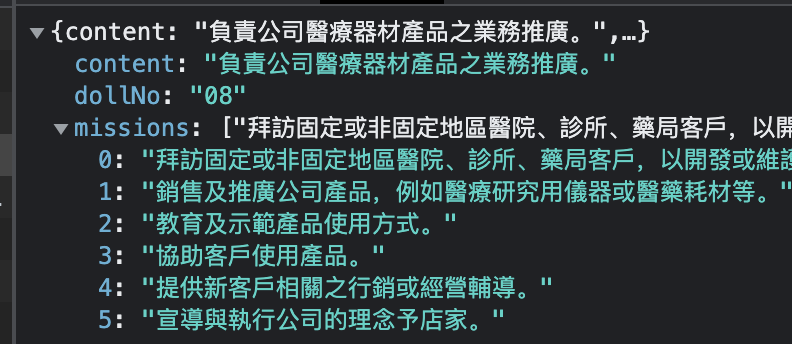 ▼{content: "負責公司醫療器材產品之業務推廣。",…}
content: "負責公司醫療器材產品之業務推廣。"
dollNo: "08"
▼missions: ["拜訪固定或非固定地區醫院、診所、藥局客戶，以開
0: "拜訪固定或非固定地區醫院、診所、藥局客戶，以開發或維護
1: "銷售及推廣公司產品，例如醫療研究用儀器或醫藥耗材等。"
2: "教育及示範產品使用方式。"
3: "協助客戶使用產品。"
4: "提供新客戶相關之行銷或經營輔導。"
5: "宣導與執行公司的理念予店家。"